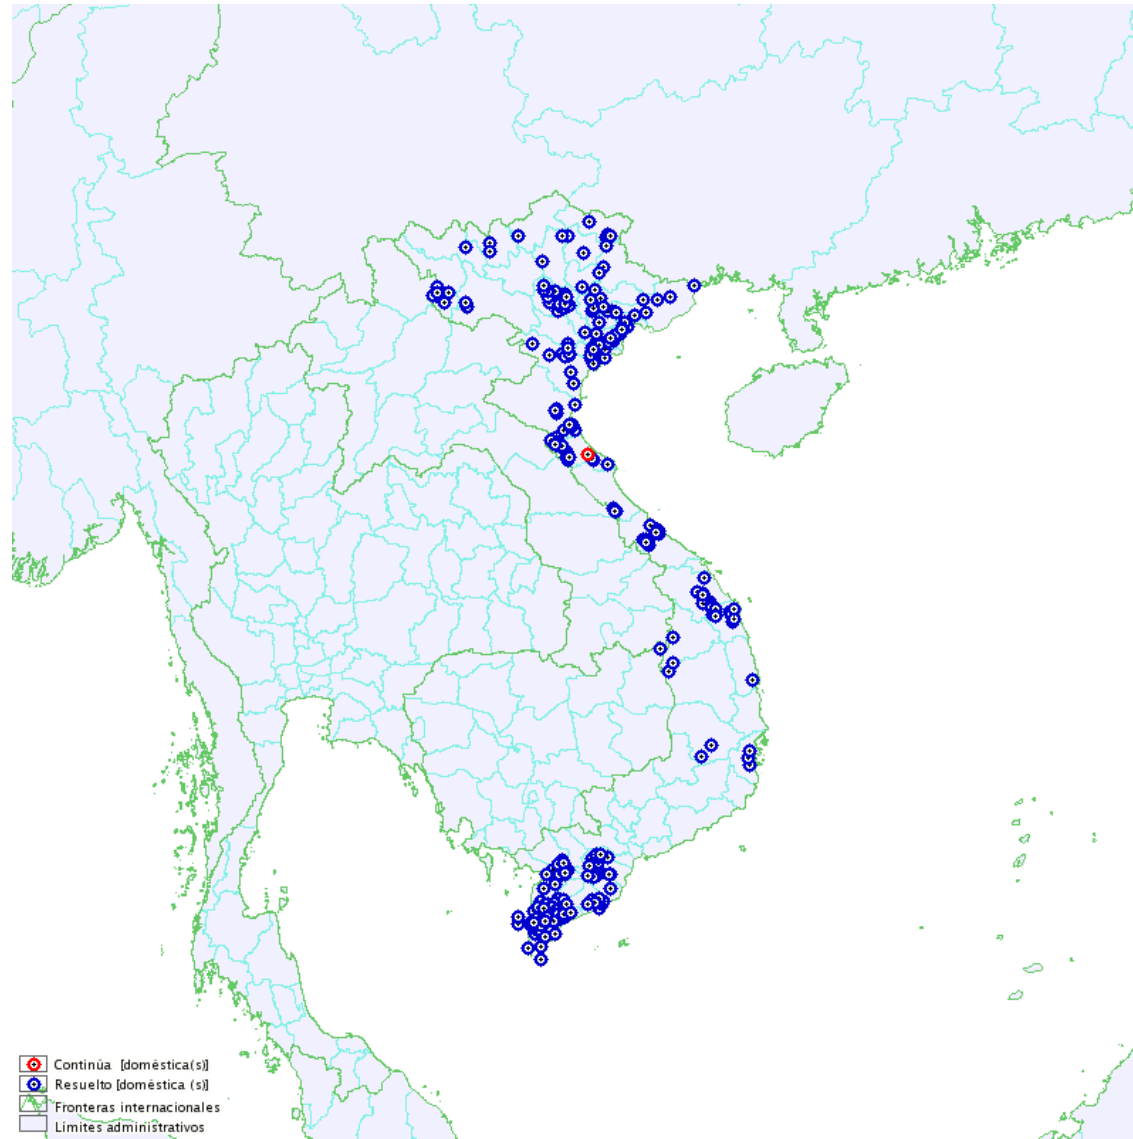 Continúa [doméstica(s)]
Resuelto [doméstica (s)]
Fronteras internacionales
Límites administrativos